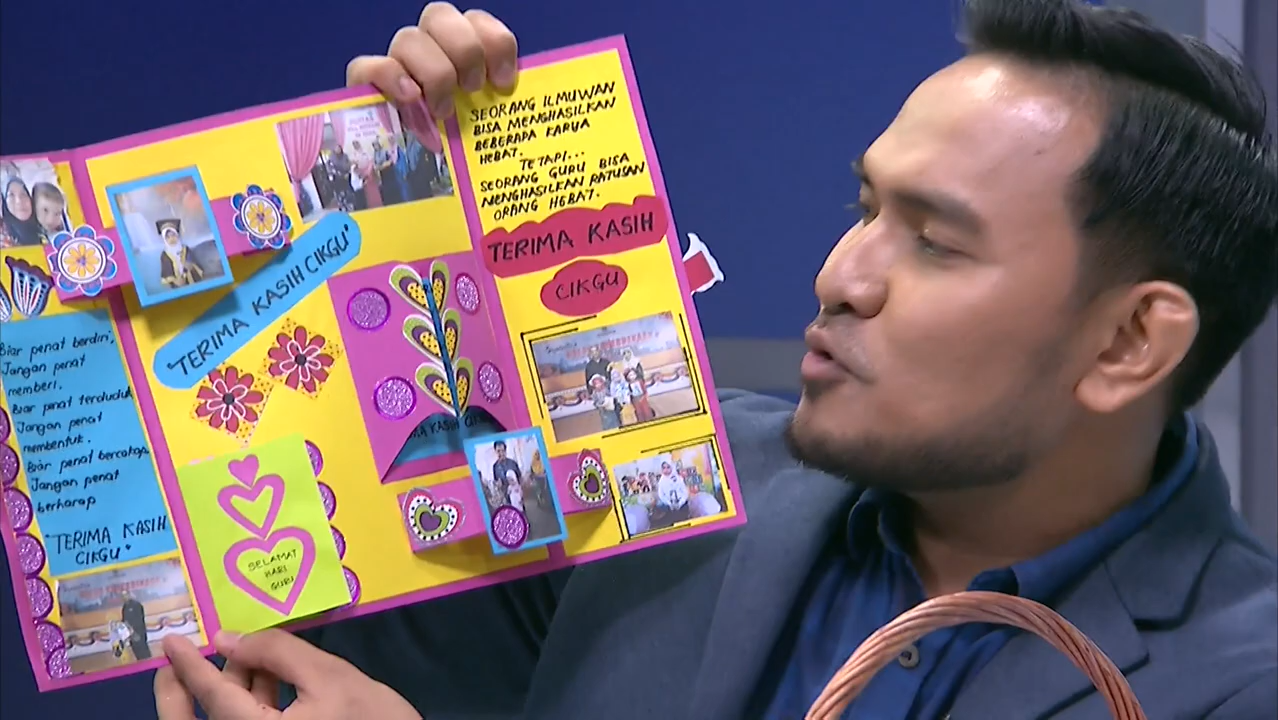 Biar penat berdiri,
Jangan penat
memberi.
Biar penat terduduk
Jangan penat
membentuk.
Biar penat bercakap
Jangan penat
berharap
"TERIMA KASIH
CIKGU"
"TERIMA KASIH CIKGU"
SELAMAT
HARI
GURU
KASIH
SEORANG ILMUWAN
BISA MENGHASILKAN
BEBERAPA KARYA
HEBAT.
TETAPI...
SEORANG GURU BISA
MENGHASILKAN RATUSAN
ORANG HEBAT.
TERIMA KASIH
CIKGU